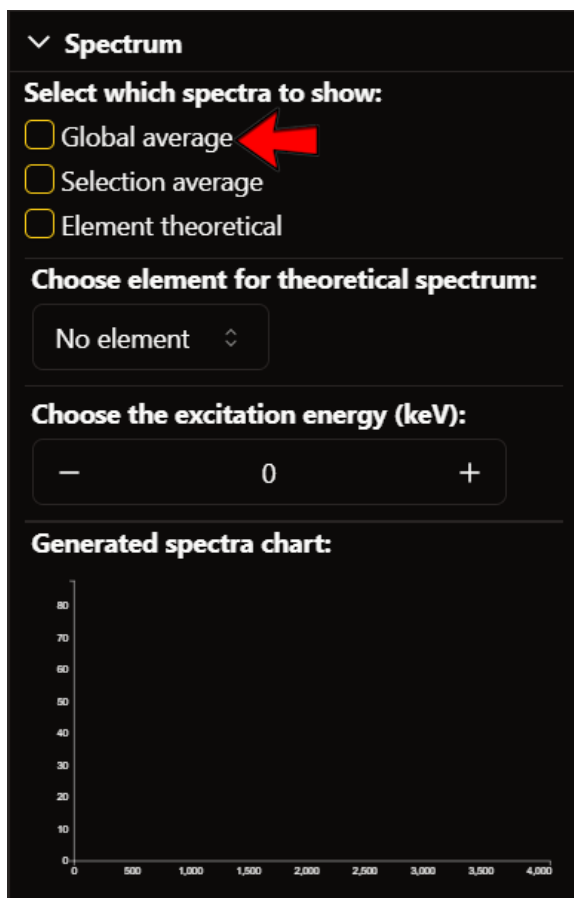 Spectrum
Select which spectra to show:
Global average
Selection average
Element theoretical
Choose element for theoretical spectrum:
No element
Choose the excitation energy (keV):
− 0 +
Generated spectra chart:
80
70
60
50
40
30
20
10
0
0 500 1,000 1,500 2,000 2,500 3,000 3,500 4,000